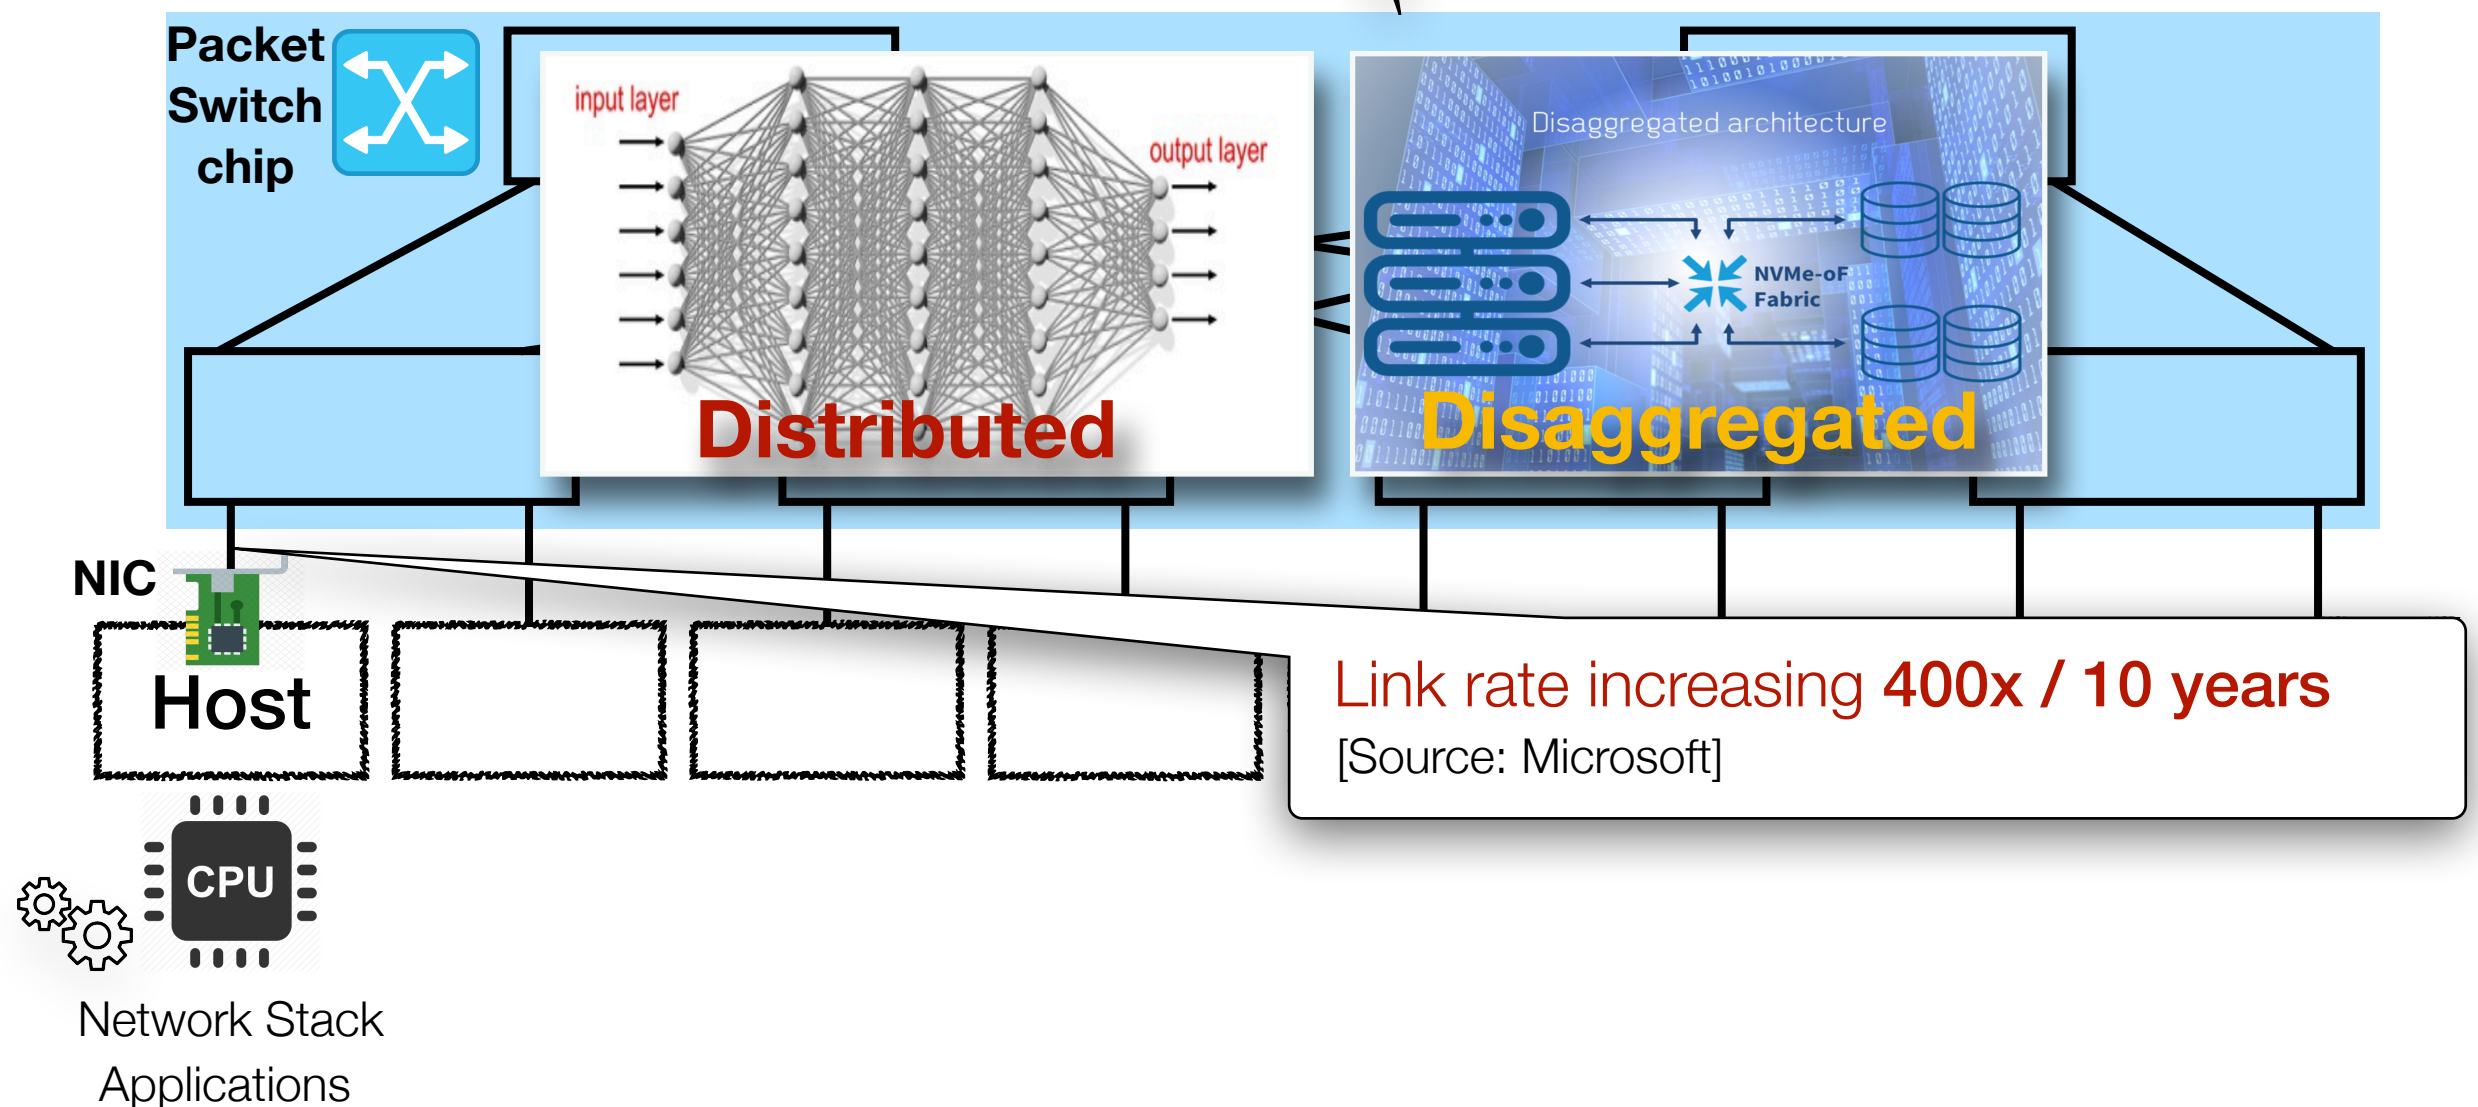 Packet
Switch
chip
input layer
output layer
Distributed
Disaggregated architecture
NVMe-oF
Fabric
Disaggregated
NIC
Host
Link rate increasing 400x / 10 years
[Source: Microsoft]
CPU
Network Stack
Applications